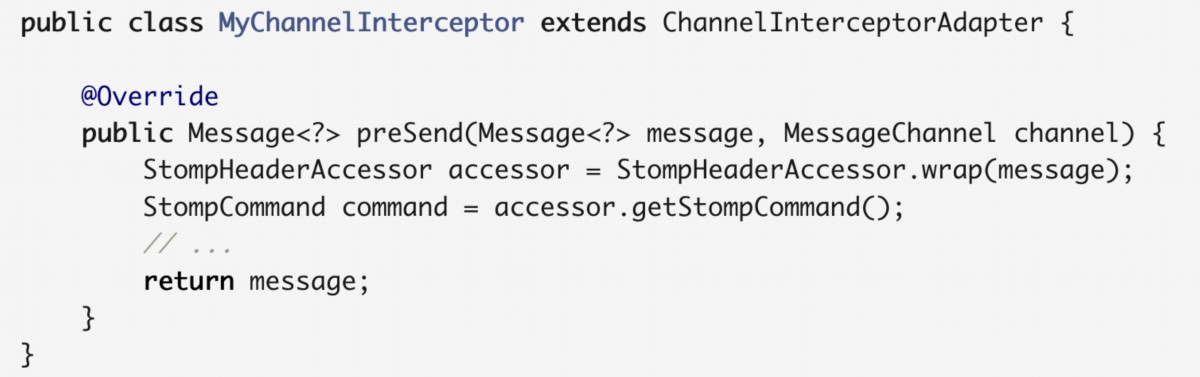 public class MyChannelInterceptor extends ChannelInterceptorAdapter {
@Override
public Message<?> preSend(Message<?> message, MessageChannel channel) {
StompHeaderAccessor accessor = StompHeaderAccessor.wrap(message);
StompCommand command = accessor.getStompCommand();
// ...
return message;
}
}